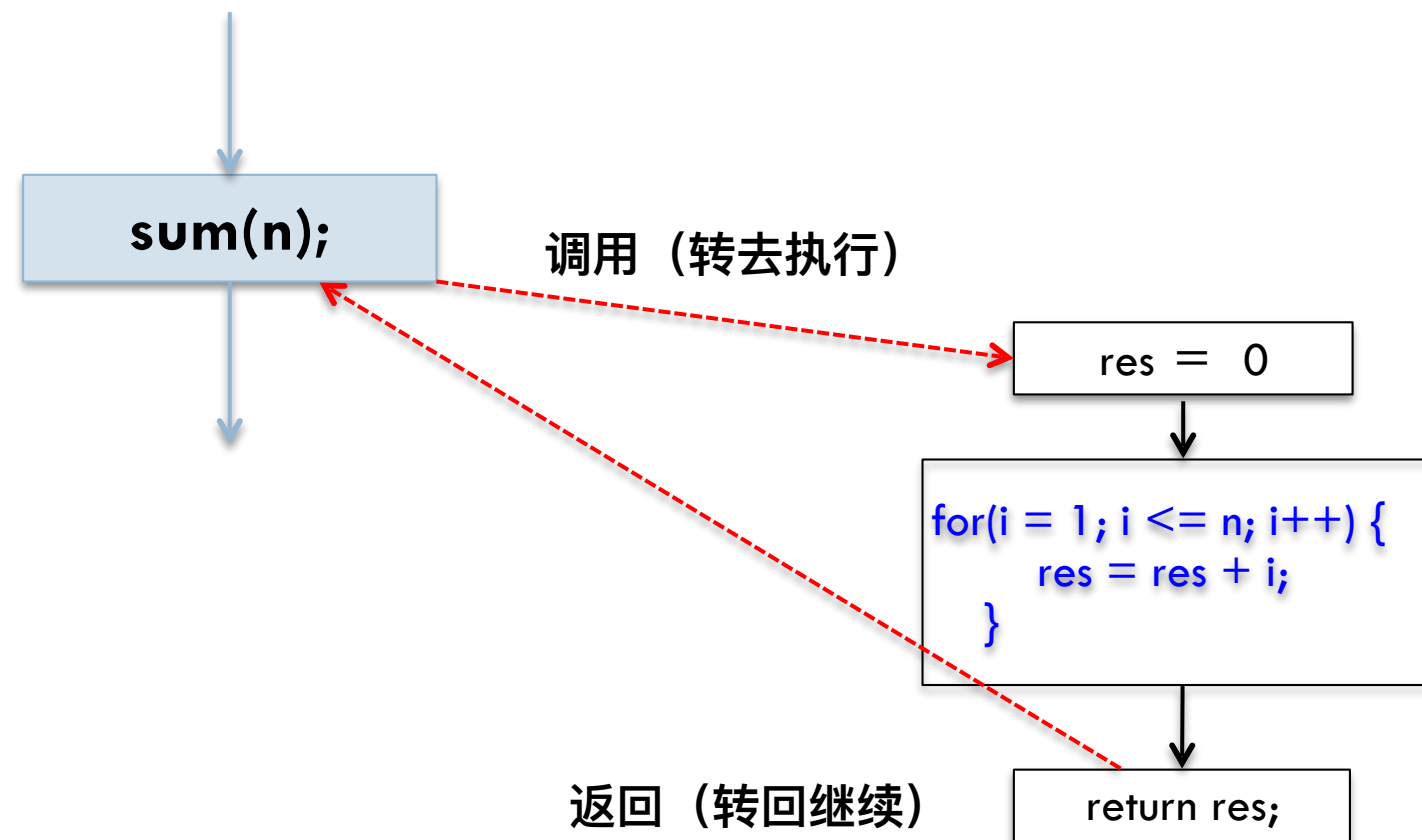 sum(n);
调用（转去执行）
res = 0
for(i = 1; i <= n; i++) {
res = res + i;
}
返回（转回继续）
return res;